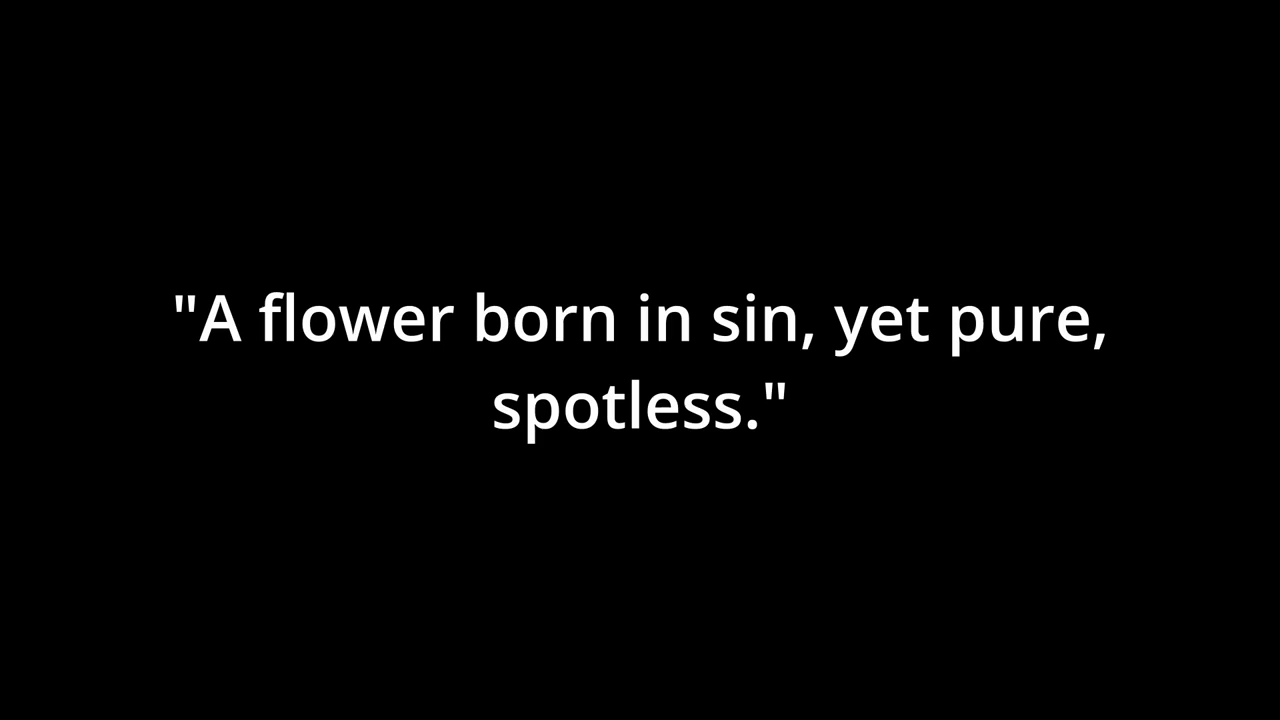 "A flower born in sin, yet pure,
spotless."